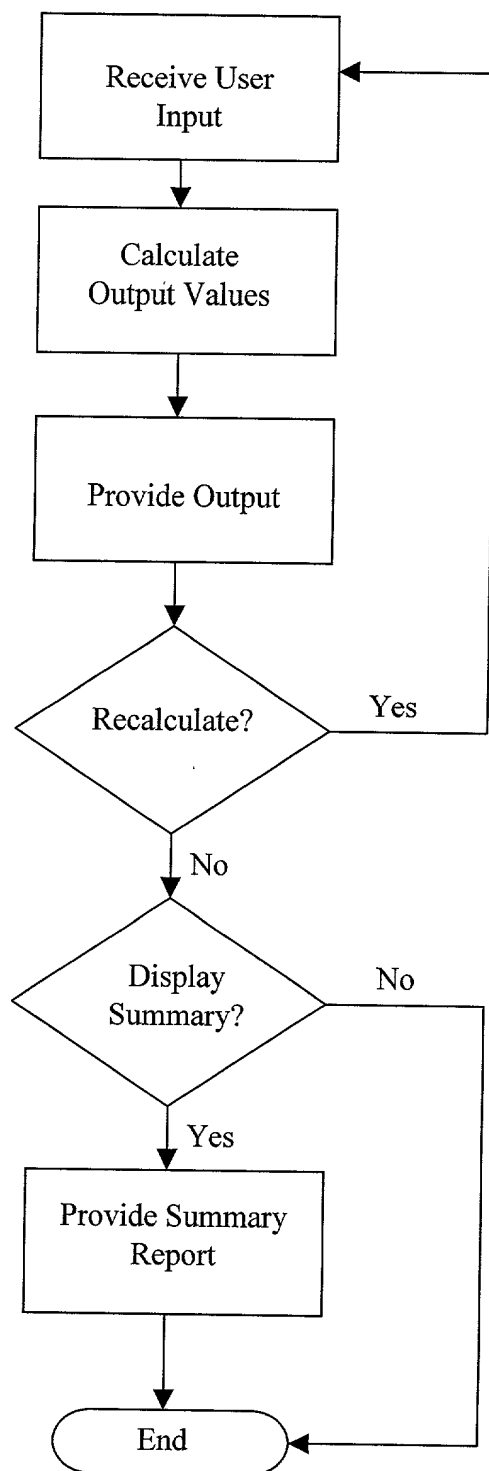 Receive User
Input
Calculate
Output Values
Provide Output
Recalculate?
Yes
No
Display
Summary?
No
Yes
Provide Summary
Report
End